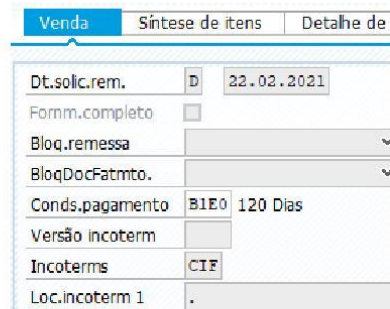 Venda Síntese de itens Detalhe de
Dt.solic.rem. D 22.02.2021
Fornm.completo
Bloq.remessa
BloqDocFatmto.
Conds.pagamento B1E0 120 Dias
Versão incoterm
Incoterms CIF
Loc.incoterm 1 .